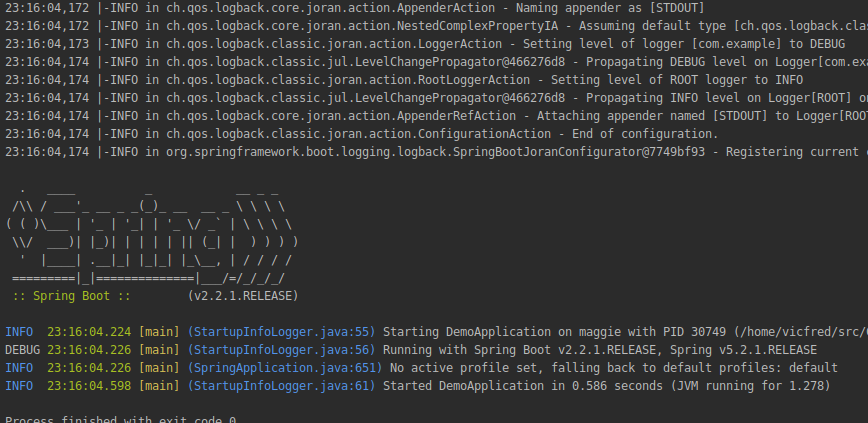 23:16:04,172 |-INFO in ch.qos.logback.core.joran.action.AppenderAction - Naming appender as [STDOUT]
23:16:04,172 |-INFO in ch.qos.logback.core.joran.action.NestedComplexPropertyIA - Assuming default type [ch.qos.logback.clas
23:16:04,173 |-INFO in ch.qos.logback.classic.joran.action.LoggerAction - Setting level of logger [com.example] to DEBUG
23:16:04,174 |-INFO in ch.qos.logback.classic.jul.LevelChangePropagator@466276d8 - Propagating DEBUG level on Logger[com.exa
23:16:04,174 |-INFO in ch.qos.logback.classic.joran.action.RootLoggerAction - Setting level of ROOT logger to INFO
23:16:04,174 |-INFO in ch.qos.logback.classic.jul.LevelChangePropagator@466276d8 - Propagating INFO level on Logger[ROOT] on
23:16:04,174 |-INFO in ch.qos.logback.core.joran.action.AppenderRefAction - Attaching appender named [STDOUT] to Logger[ROOT
23:16:04,174 |-INFO in ch.qos.logback.classic.joran.action.ConfigurationAction - End of configuration.
23:16:04,174 |-INFO in org.springframework.boot.logging.logback.SpringBootJoranConfigurator@7749bf93 - Registering current
  .   ____          _            __ _ _
 /\\ / ___'_ __ _ _(_)_ __  __ _ \ \ \ \
( ( )\___ | '_ | '_| | '_ \/ _` | \ \ \ \
 \\/  ___)| |_)| | | | | || (_| |  ) ) ) )
  '  |____| .__|_| |_|_| |_\__, | / / / /
 =========|_|==============|___/=/_/_/_/
 :: Spring Boot ::        (v2.2.1.RELEASE)
INFO  23:16:04.224 [main] (StartupInfoLogger.java:55) Starting DemoApplication on maggie with PID 30749 (/home/vicfred/src/
DEBUG 23:16:04.226 [main] (StartupInfoLogger.java:56) Running with Spring Boot v2.2.1.RELEASE, Spring v5.2.1.RELEASE
INFO  23:16:04.226 [main] (SpringApplication.java:651) No active profile set, falling back to default profiles: default
INFO  23:16:04.598 [main] (StartupInfoLogger.java:61) Started DemoApplication in 0.586 seconds (JVM running for 1.278)
Process finished with exit code 0